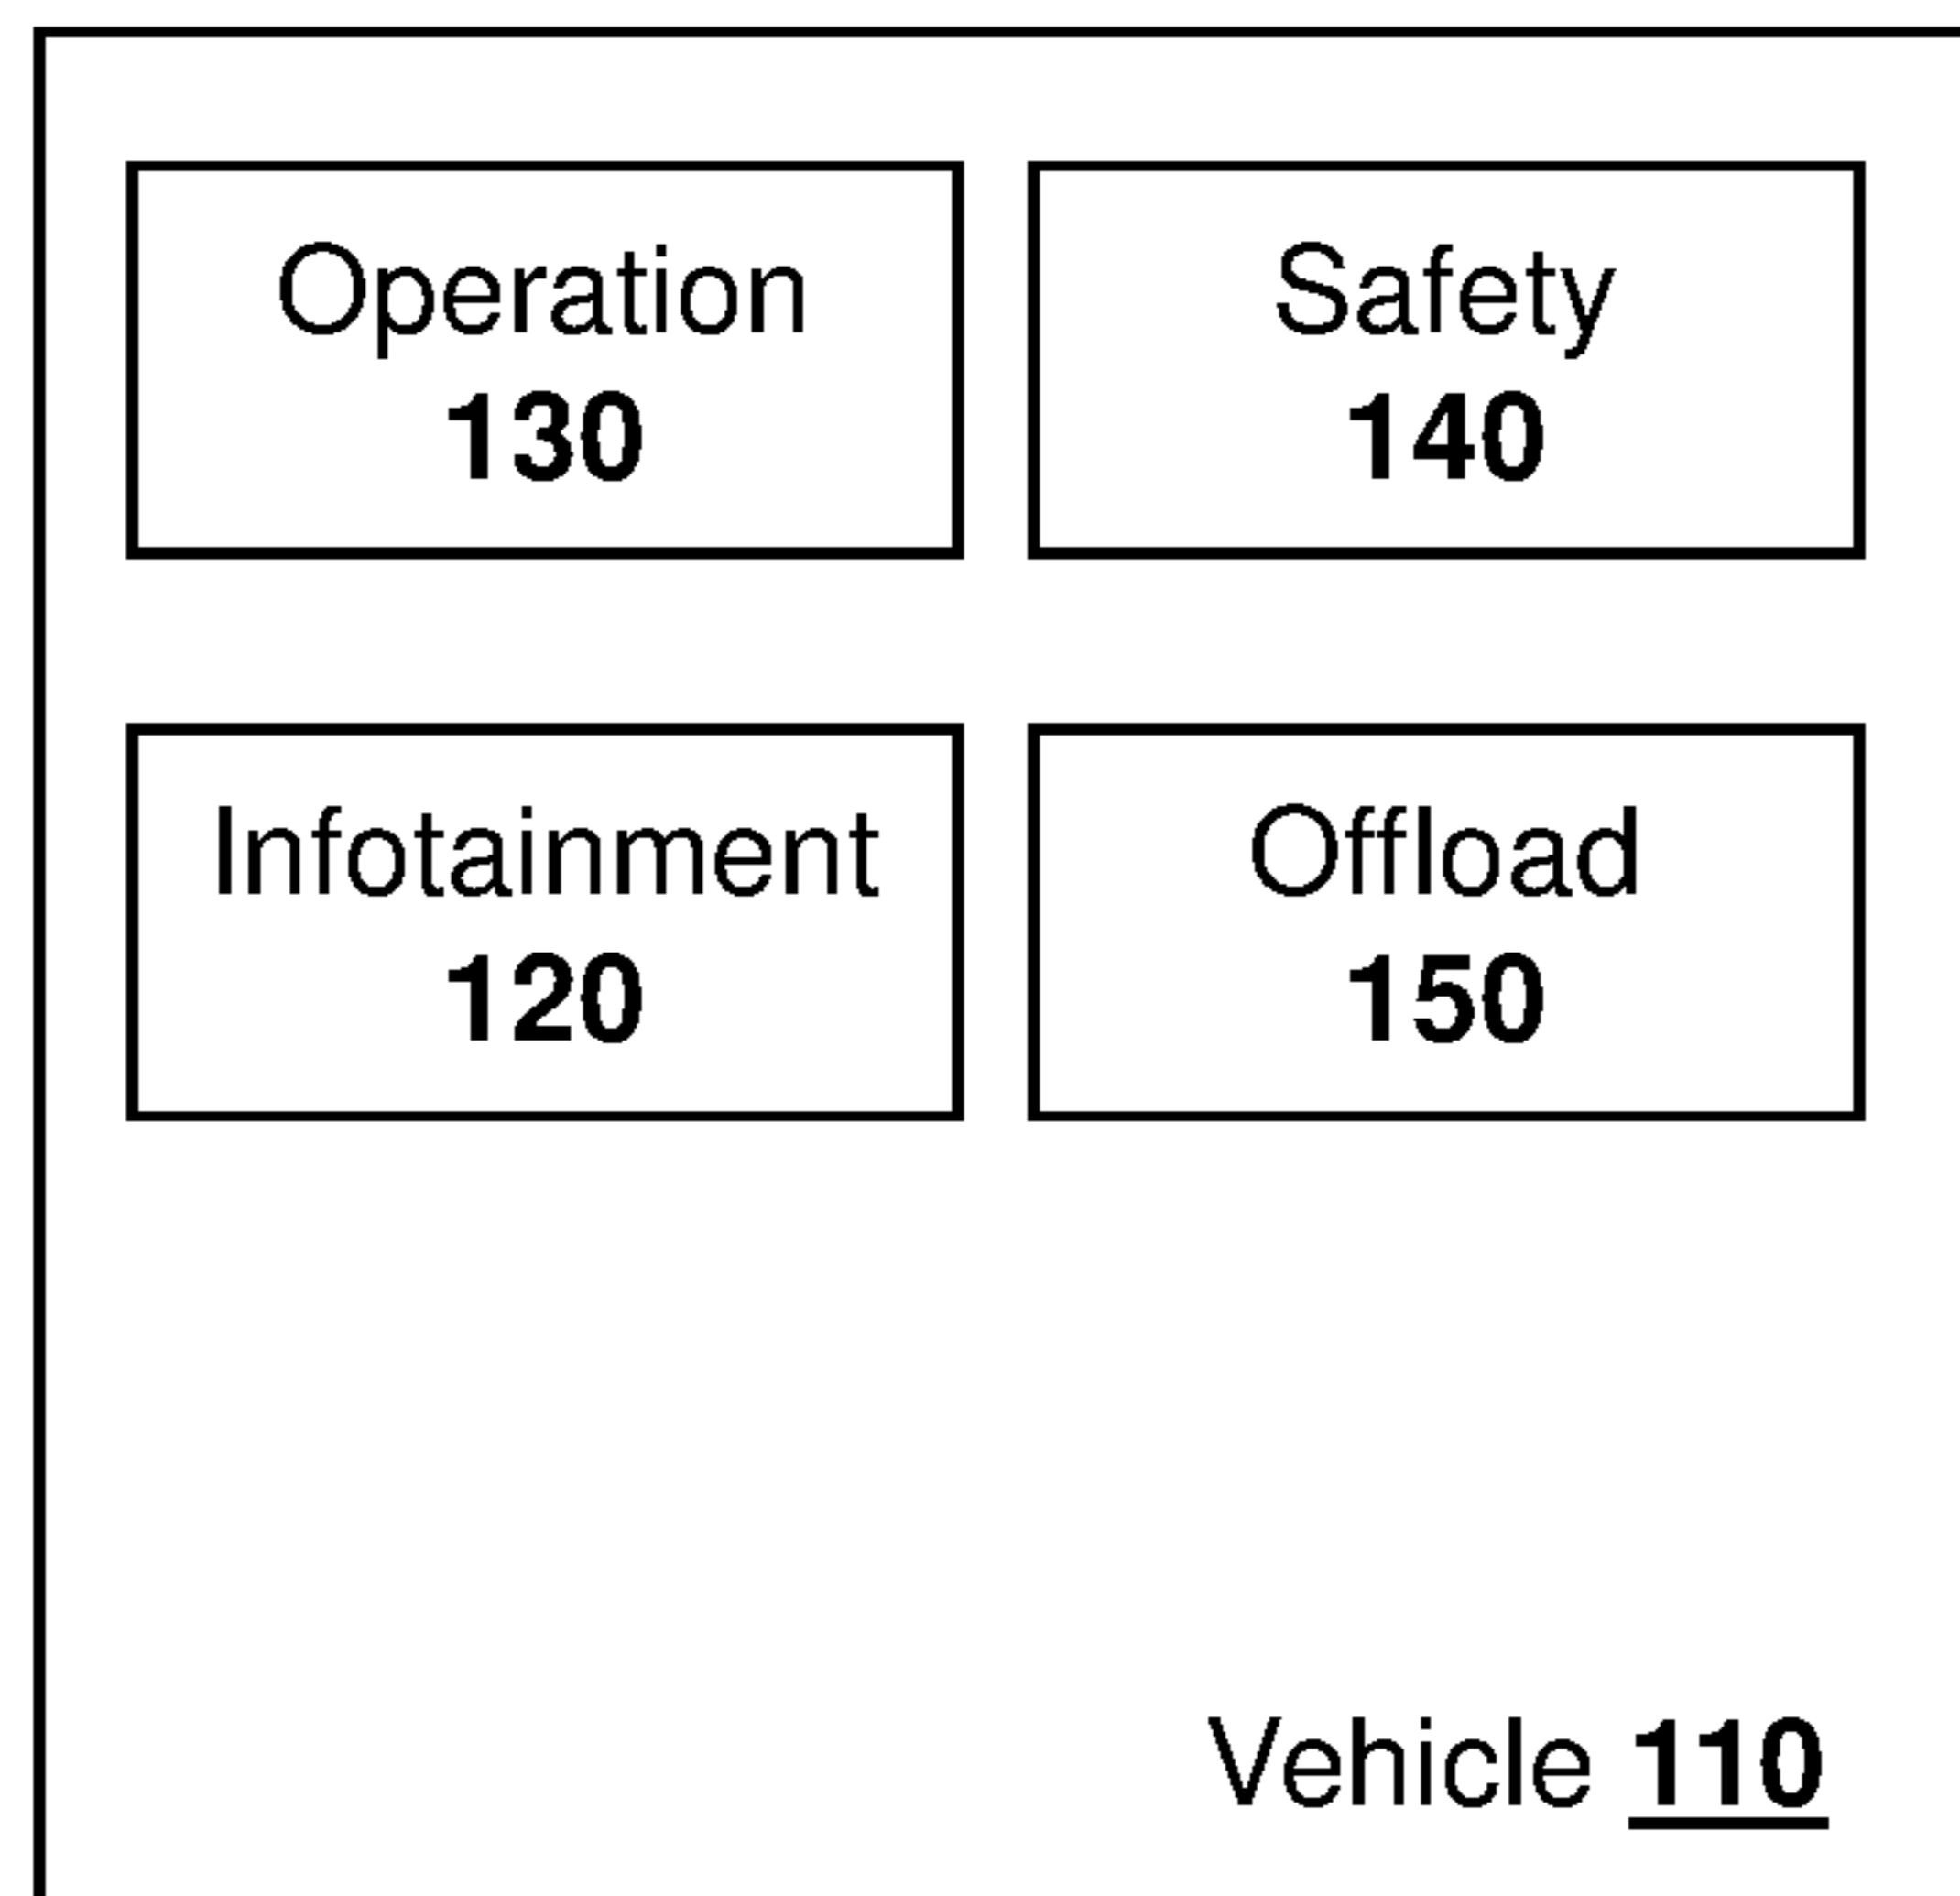 Operation
130
Safety
140
Infotainment
120
Offload
150
Vehicle 110